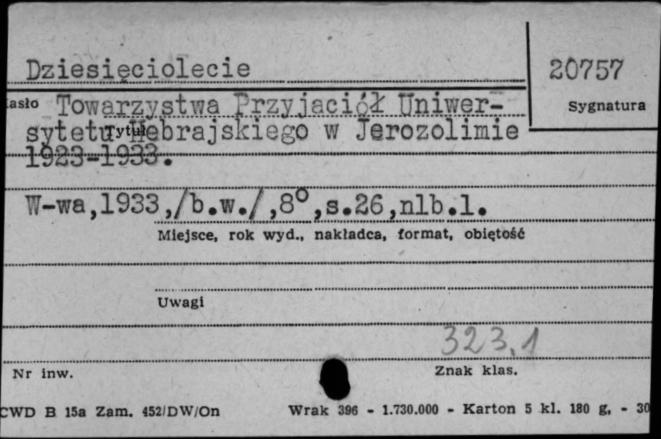 Dziesięciolecie
20757
asło Towarzystwa Przyjaciół Uniwer-
Sygnatura
sytetu Tytuł Hebrajskiego w Jerozolimie
1923-1933.
W-wa,1933,/b.w./,8°,s.26,nlb.1.
Miejsce, rok wyd., nakładca, format, objętość
Uwagi
323.1
Nr inw.
Znak klas.
CWD B 15a Zam. 452/DW/On
Wrak 396 - 1.730.000 - Karton 5 kl. 180 g. - 30